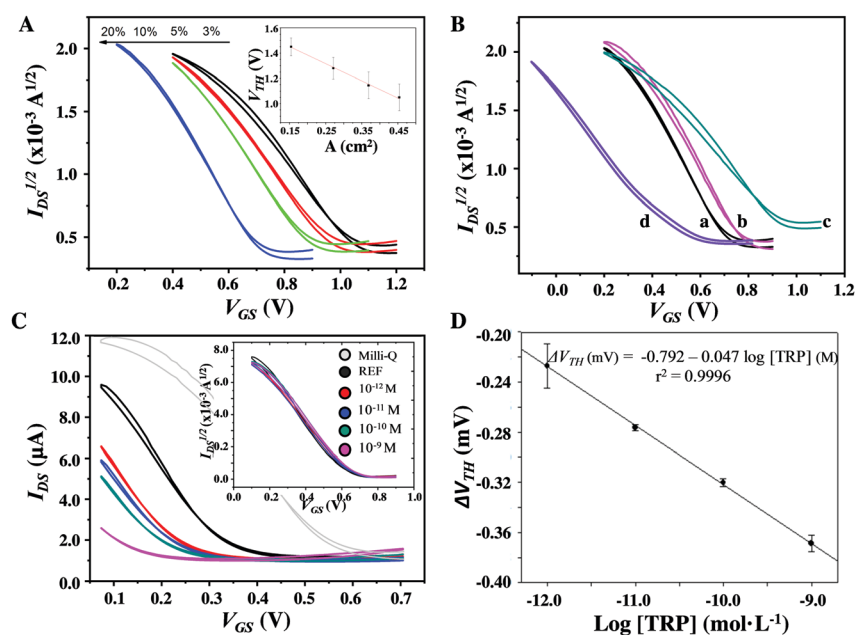 A
20% 10% 5% 3%
2.0
1.5
1.0
0.5
I_DS^1/2 (x10^-3 A^1/2)
0.2 0.4 0.6 0.8 1.0 1.2
V_GS (V)
1.6
1.4
1.2
1.0
V_TH (V)
0.15 0.25 0.35 0.45
A (cm²)
B
2.5
2.0
1.5
1.0
0.5
I_DS^1/2 (x10^-3 A^1/2)
d a b c
0.0 0.2 0.4 0.6 0.8 1.0 1.2
V_GS (V)
C
12.0
10.0
8.0
6.0
4.0
2.0
0.0
I_DS (µA)
0.1 0.2 0.3 0.4 0.5 0.6 0.7
V_GS (V)
8.0
6.0
4.0
2.0
0.0
I_DS^1/2 (x10^-3 A^1/2)
0.0 0.2 0.4 0.6 0.8 1.0
V_GS (V)
Milli-Q
REF
10^-12 M
10^-11 M
10^-10 M
10^-9 M
D
-0.20
-0.24
-0.28
-0.32
-0.36
-0.40
ΔV_TH (mV)
ΔV_TH (mV) = -0.792 – 0.047 log [TRP] (M)
r² = 0.9996
-12.0 -11.0 -10.0 -9.0
Log [TRP] (mol·L^-1)